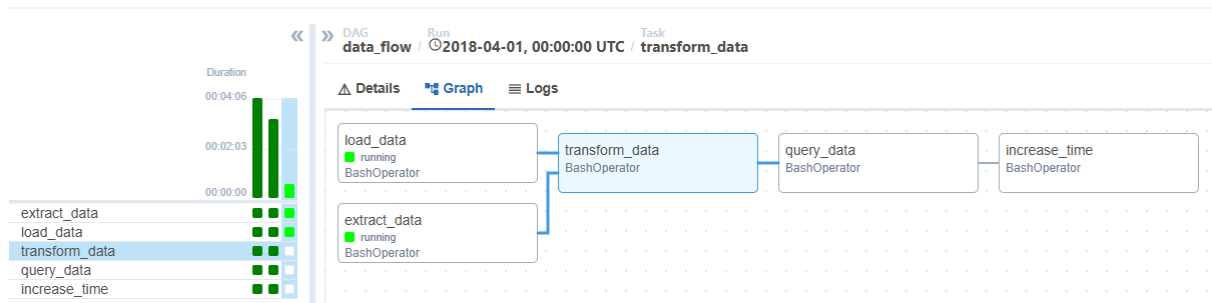 Duration
00:04:06
00:02:03
00:00:00
extract_data
load_data
transform_data
query_data
increase_time
« » DAG Run Task
data_flow / 2018-04-01, 00:00:00 UTC / transform_data
Details Graph Logs
load_data
running
BashOperator
extract_data
running
BashOperator
transform_data
BashOperator
query_data
BashOperator
increase_time
BashOperator